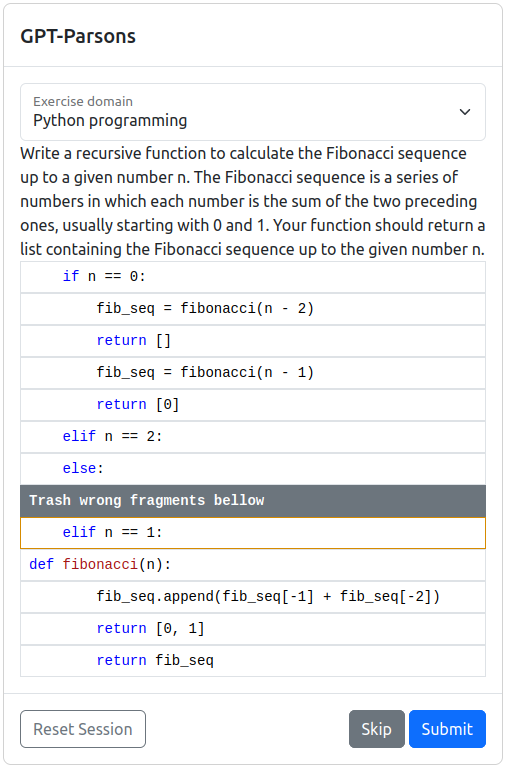 GPT-Parsons
Exercise domain
Python programming
Write a recursive function to calculate the Fibonacci sequence
up to a given number n. The Fibonacci sequence is a series of
numbers in which each number is the sum of the two preceding
ones, usually starting with 0 and 1. Your function should return a
list containing the Fibonacci sequence up to the given number n.
if n == 0:
fib_seq = fibonacci(n - 2)
return []
fib_seq = fibonacci(n - 1)
return [0]
elif n == 2:
else:
Trash wrong fragments bellow
elif n == 1:
def fibonacci(n):
fib_seq.append(fib_seq[-1] + fib_seq[-2])
return [0, 1]
return fib_seq
Reset Session Skip Submit